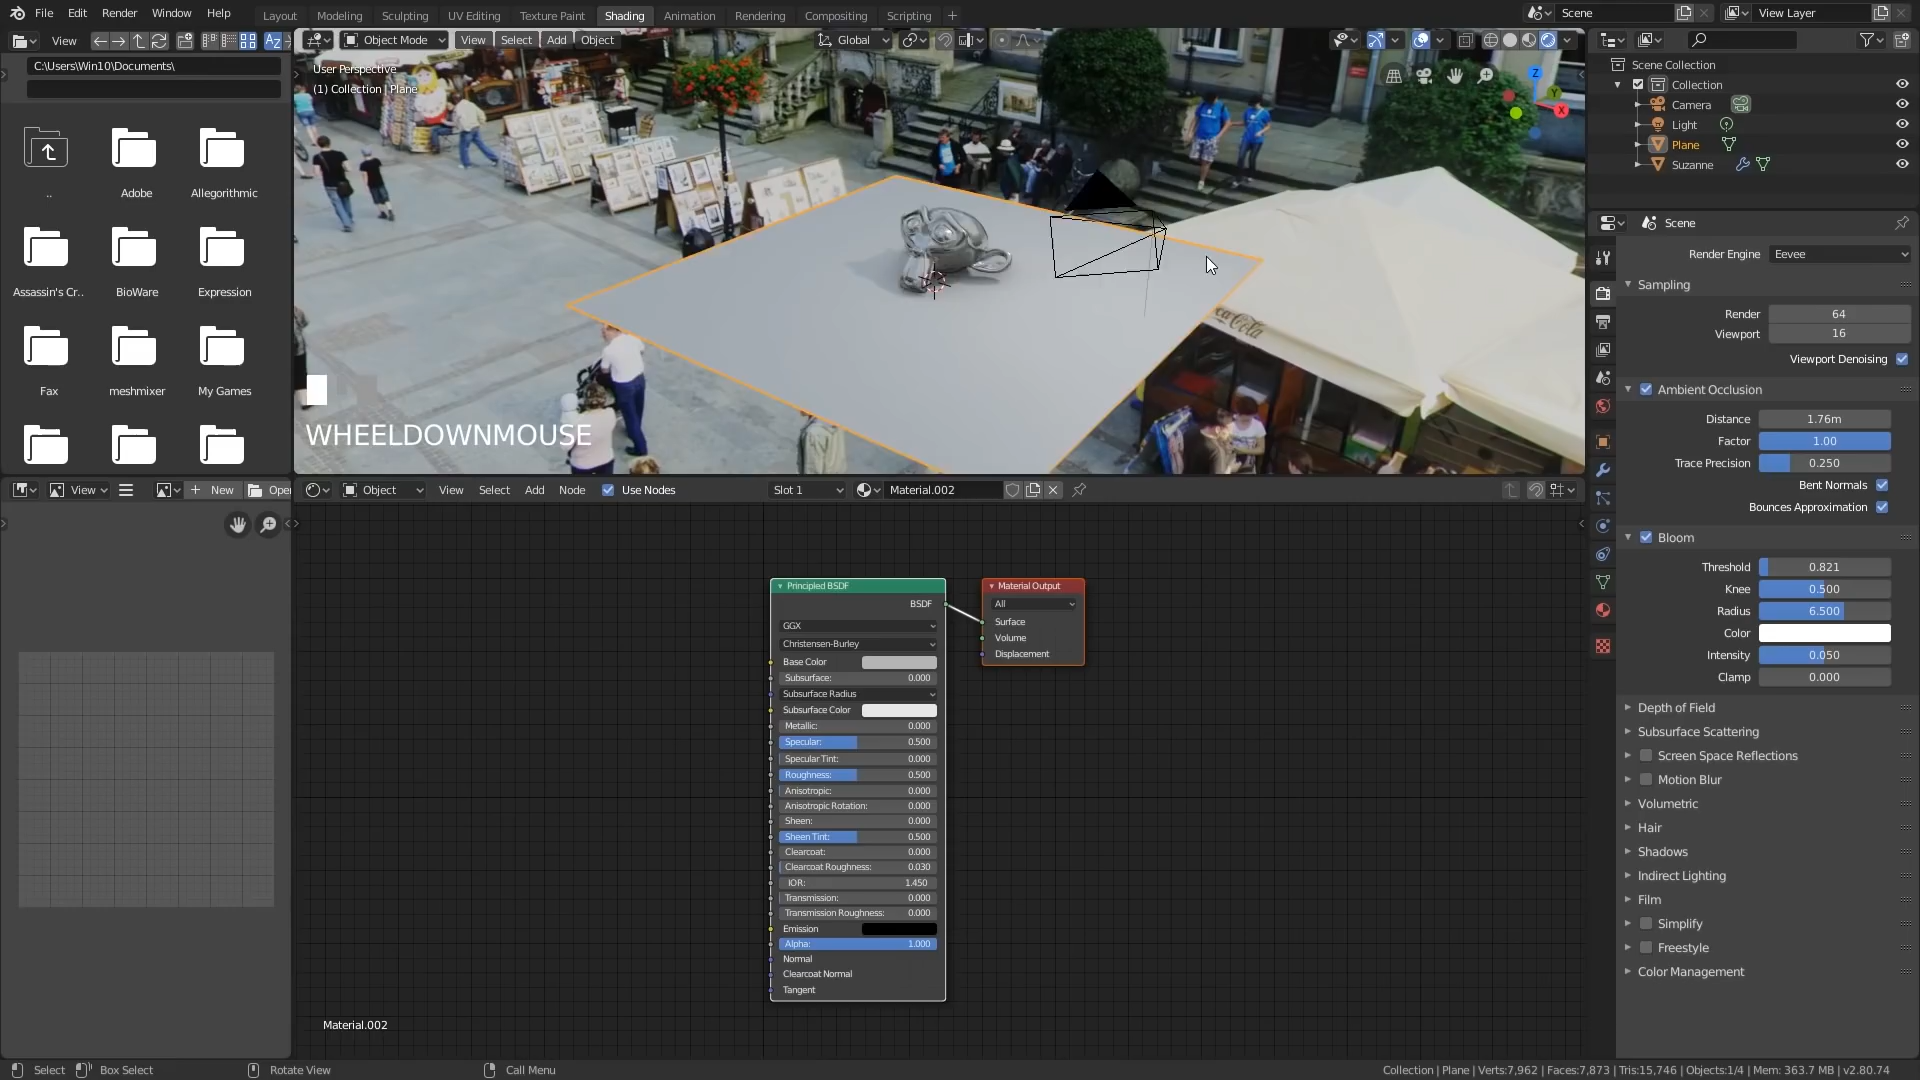 File Edit Render Window Help Layout Modeling Sculpting UV Editing Texture Paint Shading Animation Rendering Compositing Scripting + Scene View Layer
View
C:\Users\Win10\Documents\
..
Adobe
Allegorithmic
Assassin's Cr..
BioWare
Expression
Fax
meshmixer
My Games
Object Mode View Select Add Object Global
User Perspective
(1) Collection | Plane
Coca Cola
WHEELDOWNMOUSE
Z
Y
X
View New Open
Object View Select Add Node Use Nodes Slot 1 Material.002
Principled BSDF
BSDF
GGX
Christensen-Burley
Base Color
Subsurface: 0.000
Subsurface Radius
Subsurface Color
Metallic: 0.000
Specular: 0.500
Specular Tint: 0.000
Roughness: 0.500
Anisotropic: 0.000
Anisotropic Rotation: 0.000
Sheen: 0.000
Sheen Tint: 0.500
Clearcoat: 0.000
Clearcoat Roughness: 0.030
IOR: 1.450
Transmission: 0.000
Transmission Roughness: 0.000
Emission
Alpha: 1.000
Normal
Clearcoat Normal
Tangent
Material Output
All
Surface
Volume
Displacement
Material.002
Scene Collection
Collection
Camera
Light
Plane
Suzanne
Scene
Render Engine Eevee
Sampling
Render 64
Viewport 16
Viewport Denoising
Ambient Occlusion
Distance 1.76m
Factor 1.00
Trace Precision 0.250
Bent Normals
Bounces Approximation
Bloom
Threshold 0.821
Knee 0.500
Radius 6.500
Color
Intensity 0.050
Clamp 0.000
Depth of Field
Subsurface Scattering
Screen Space Reflections
Motion Blur
Volumetric
Hair
Shadows
Indirect Lighting
Film
Simplify
Freestyle
Color Management
Select Box Select Rotate View Call Menu Collection | Plane | Verts:7,962 | Faces:7,873 | Tris:15,746 | Objects:1/4 | Mem: 363.7 MB | v2.80.74